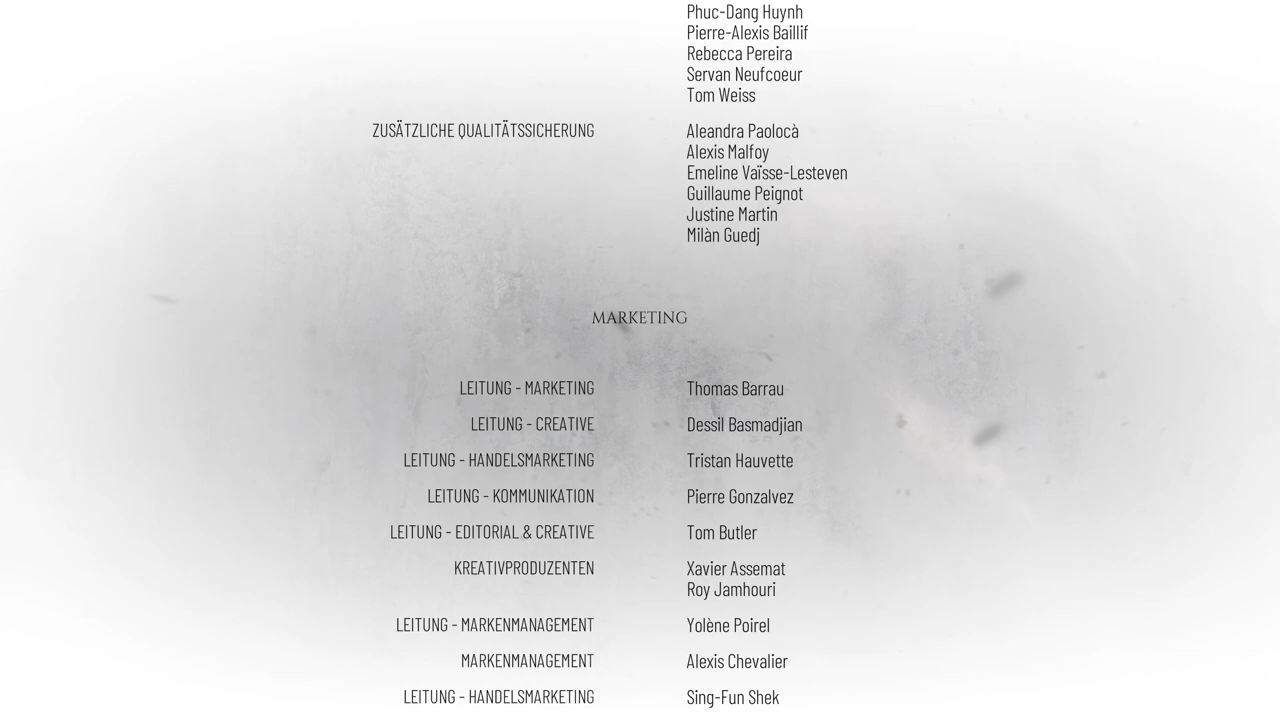 Phuc-Dang Huynh
Pierre-Alexis Baillif
Rebecca Pereira
Servan Neufcoeur
Tom Weiss
ZUSÄTZLICHE QUALITÄTSSICHERUNG Aleandra Paolocà
Alexis Malfoy
Emeline Vaïsse-Lesteven
Guillaume Peignot
Justine Martin
Milàn Guedj
MARKETING
LEITUNG - MARKETING Thomas Barrau
LEITUNG - CREATIVE Dessil Basmadjian
LEITUNG - HANDELSMARKETING Tristan Hauvette
LEITUNG - KOMMUNIKATION Pierre Gonzalvez
LEITUNG - EDITORIAL & CREATIVE Tom Butler
KREATIVPRODUZENTEN Xavier Assemat
Roy Jamhouri
LEITUNG - MARKENMANAGEMENT Yolène Poirel
MARKENMANAGEMENT Alexis Chevalier
LEITUNG - HANDELSMARKETING Sing-Fun Shek